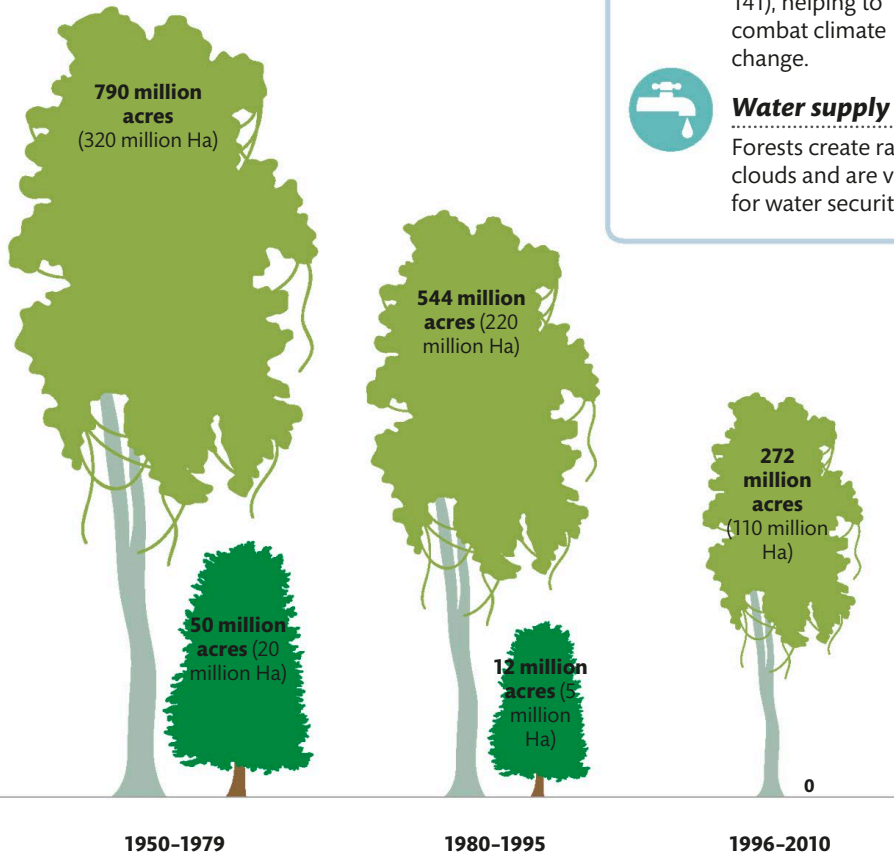 141), helping to
combat climate
change.
Water supply
Forests create
clouds and are
for water
790 million
acres
(320 million Ha)
544 million
acres (220
million Ha)
272
million
acres
(110 million
Ha)
50 million
acres (20
million Ha)
12 million
acres (5
million
Ha)
0
1950–1979
1980–1995
1996–2010